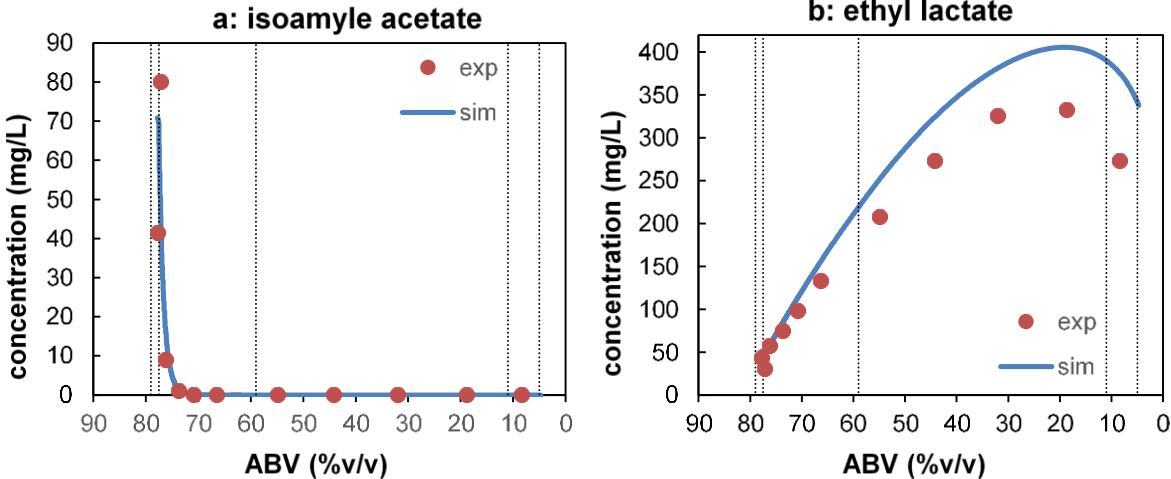 a: isoamyle acetate
concentration (mg/L)
90
80
70
60
50
40
30
20
10
0
exp
sim
90 80 70 60 50 40 30 20 10 0
ABV (%v/v)
b: ethyl lactate
concentration (mg/L)
400
350
300
250
200
150
100
50
0
exp
sim
90 80 70 60 50 40 30 20 10 0
ABV (%v/v)